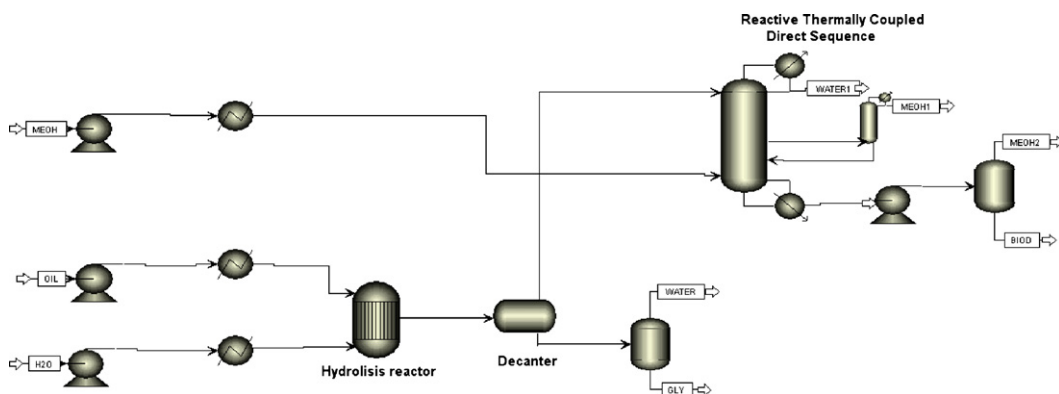 Reactive Thermally Coupled
Direct Sequence
WATER1
MEOH1
MEOH
MEOH2
BIOD
OIL
WATER
H2O
Hydrolisis reactor
Decanter
GLY